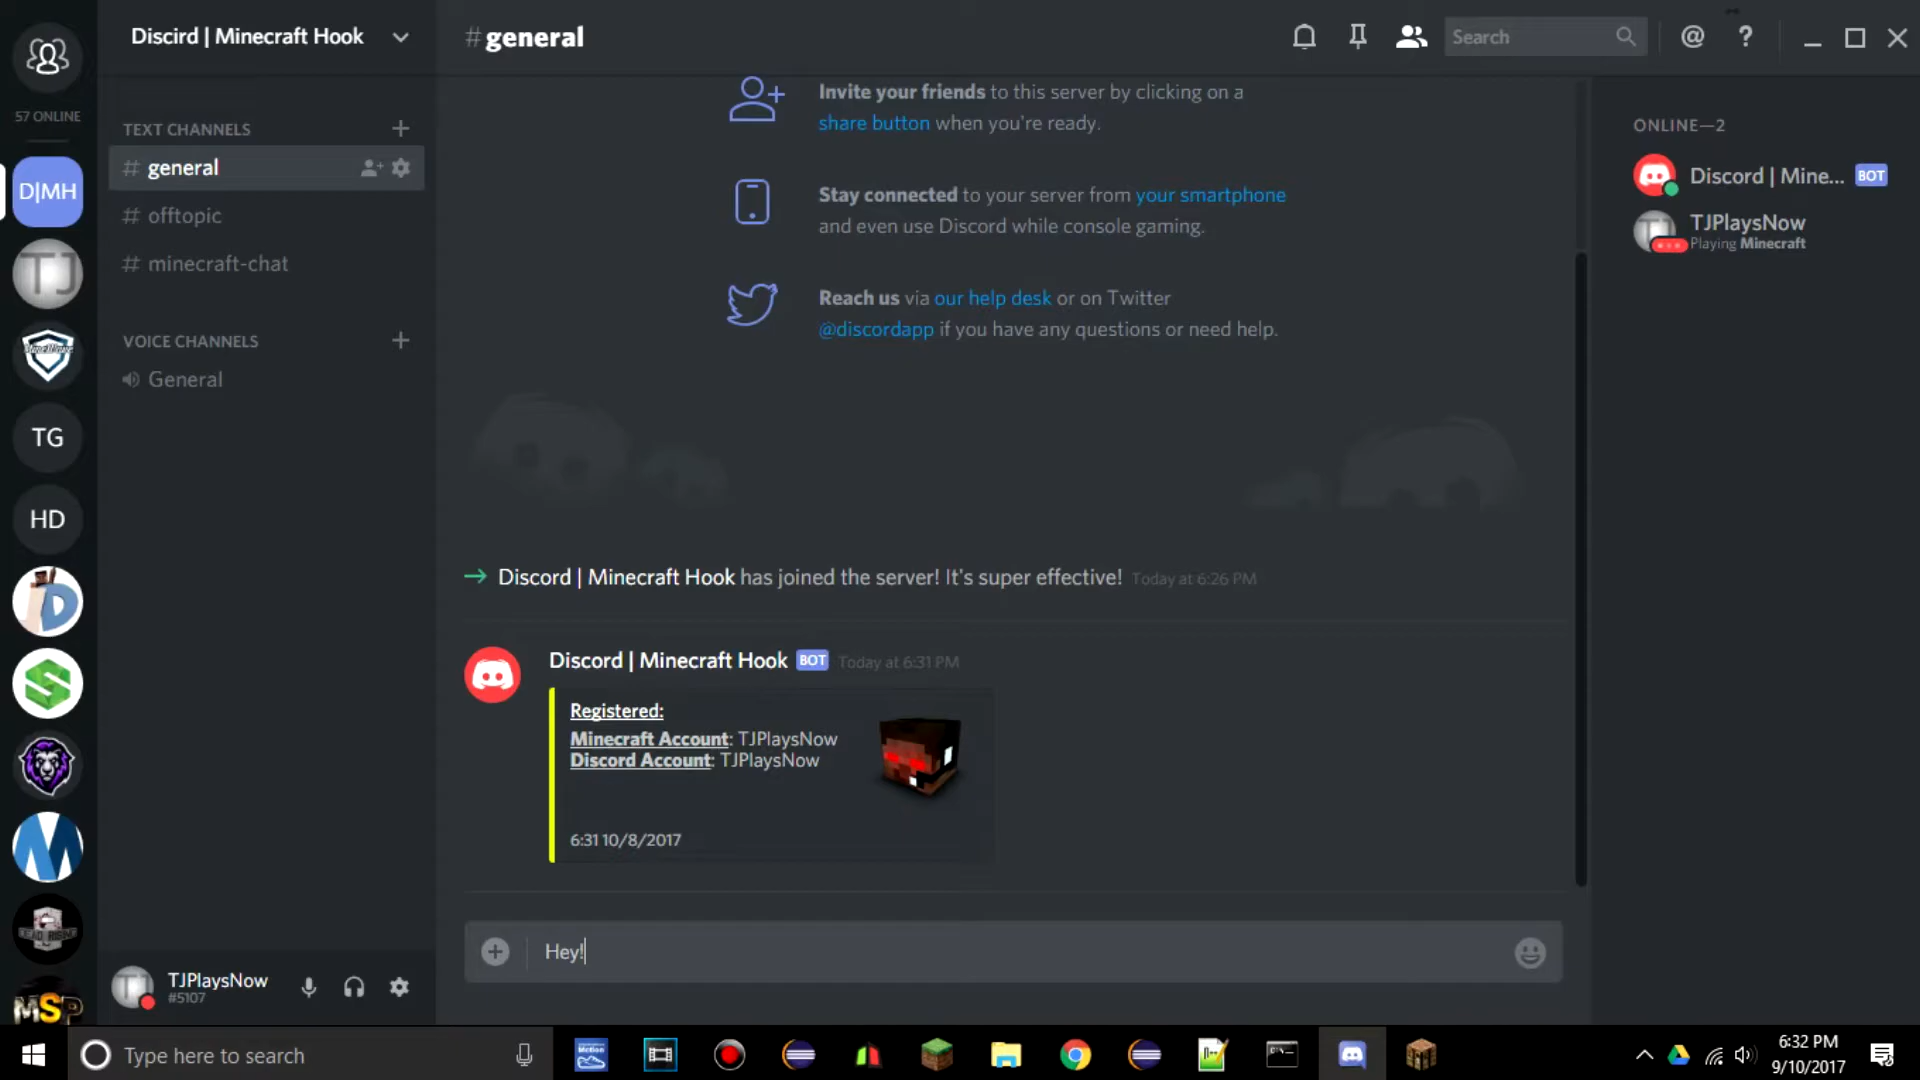 Discird | Minecraft Hook
# general
Search
@
?
57 ONLINE
TEXT CHANNELS
# general
# offtopic
# minecraft-chat
VOICE CHANNELS
General
D|MH
TJ
TG
HD
D
S
M
DEAD RISING
MSP
TJPlaysNow
#5107
Invite your friends to this server by clicking on a
share button when you're ready.
Stay connected to your server from your smartphone
and even use Discord while console gaming.
Reach us via our help desk or on Twitter
@discordapp if you have any questions or need help.
Discord | Minecraft Hook has joined the server! It's super effective! Today at 6:26 PM
Discord | Minecraft Hook BOT Today at 6:31 PM
Registered:
Minecraft Account: TJPlaysNow
Discord Account: TJPlaysNow
6:31 10/8/2017
Hey!
ONLINE—2
Discord | Mine... BOT
TJPlaysNow
Playing Minecraft
Type here to search
6:32 PM
9/10/2017